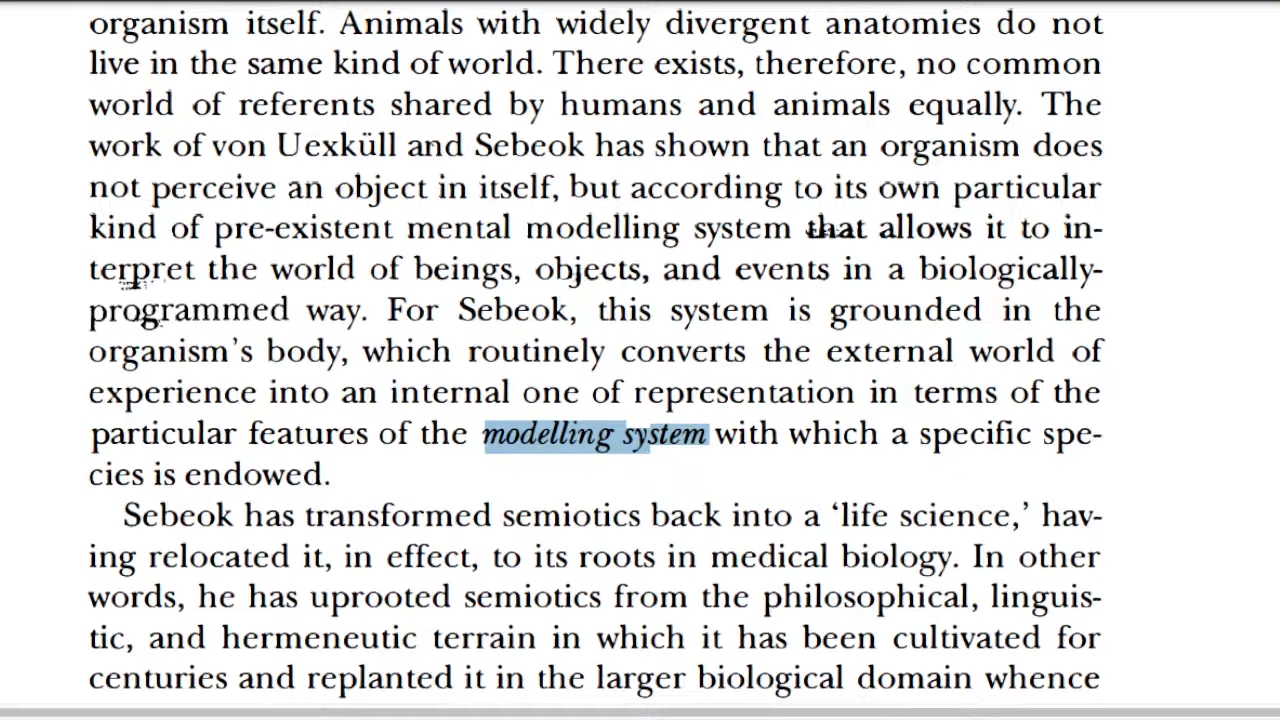 organism itself. Animals with widely divergent anatomies do not
live in the same kind of world. There exists, therefore, no common
world of referents shared by humans and animals equally. The
work of von Uexküll and Sebeok has shown that an organism does
not perceive an object in itself, but according to its own particular
kind of pre-existent mental modelling system that allows it to in-
terpret the world of beings, objects, and events in a biologically-
programmed way. For Sebeok, this system is grounded in the
organism's body, which routinely converts the external world of
experience into an internal one of representation in terms of the
particular features of the modelling system with which a specific spe-
cies is endowed.
Sebeok has transformed semiotics back into a ‘life science,’ hav-
ing relocated it, in effect, to its roots in medical biology. In other
words, he has uprooted semiotics from the philosophical, linguis-
tic, and hermeneutic terrain in which it has been cultivated for
centuries and replanted it in the larger biological domain whence